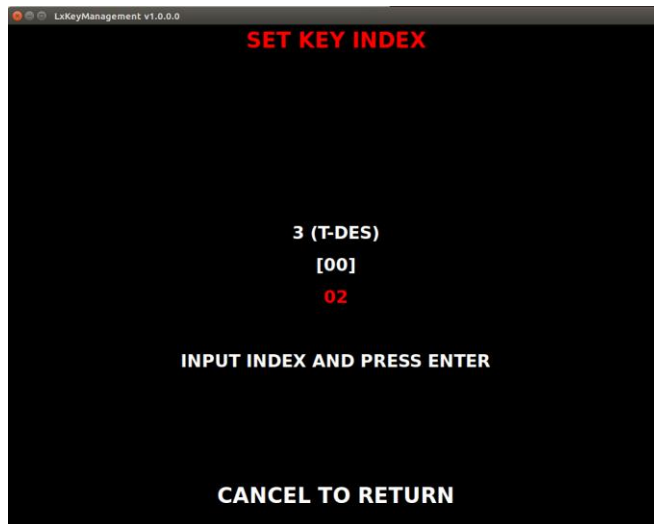 LxKeyManagement v1.0.0.0
SET KEY INDEX
3 (T-DES)
[00]
02
INPUT INDEX AND PRESS ENTER
CANCEL TO RETURN